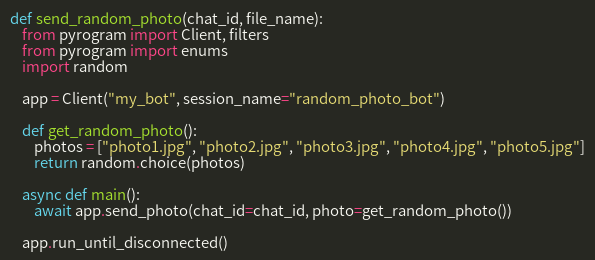 def send_random_photo(chat_id, file_name):
    from pyrogram import Client, filters
    from pyrogram import enums
    import random

    app = Client("my_bot", session_name="random_photo_bot")

    def get_random_photo():
        photos = ["photo1.jpg", "photo2.jpg", "photo3.jpg", "photo4.jpg", "photo5.jpg"]
        return random.choice(photos)

    async def main():
        await app.send_photo(chat_id=chat_id, photo=get_random_photo())

    app.run_until_disconnected()